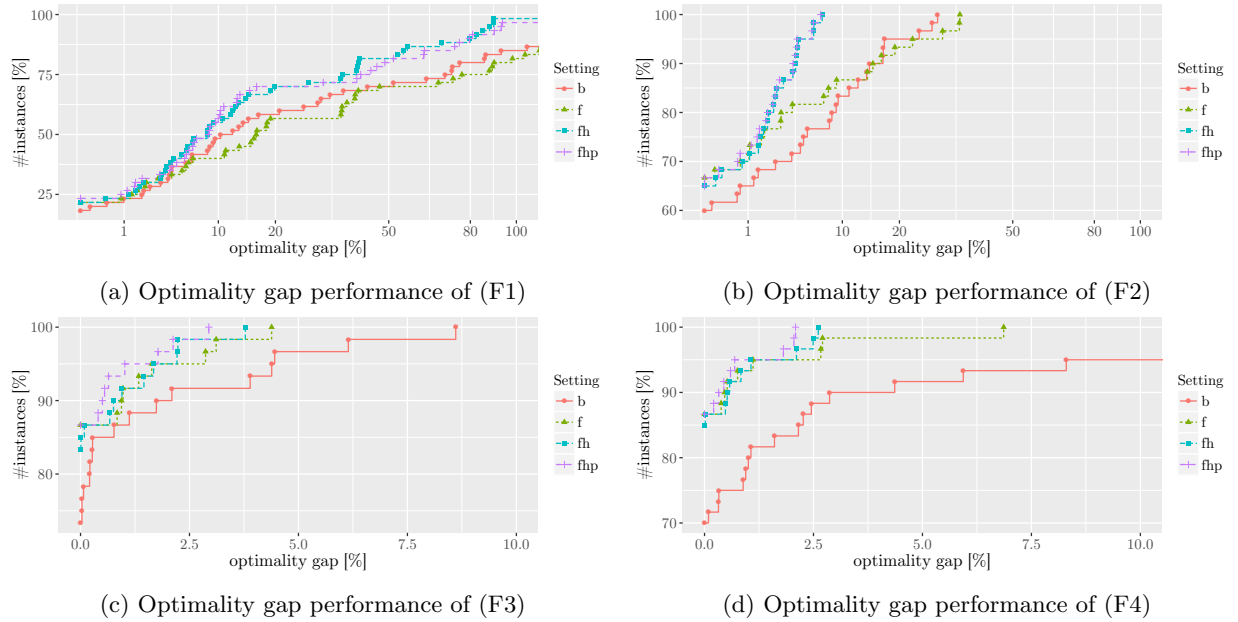 100
75
50
25
#instances [%]
1 10 20 80 100
optimality gap [%]
Setting
b
f
fh
fhp
(a) Optimality gap performance of (F1)
100
90
80
70
60
#instances [%]
1 10 20 80 100
optimality gap [%]
Setting
b
f
fh
fhp
(b) Optimality gap performance of (F2)
100
90
80
#instances [%]
0.0 2.5 5.0 7.5 10.0
optimality gap [%]
Setting
b
f
fh
fhp
(c) Optimality gap performance of (F3)
100
90
80
70
#instances [%]
0.0 2.5 5.0 7.5 10.0
optimality gap [%]
Setting
b
f
fh
fhp
(d) Optimality gap performance of (F4)